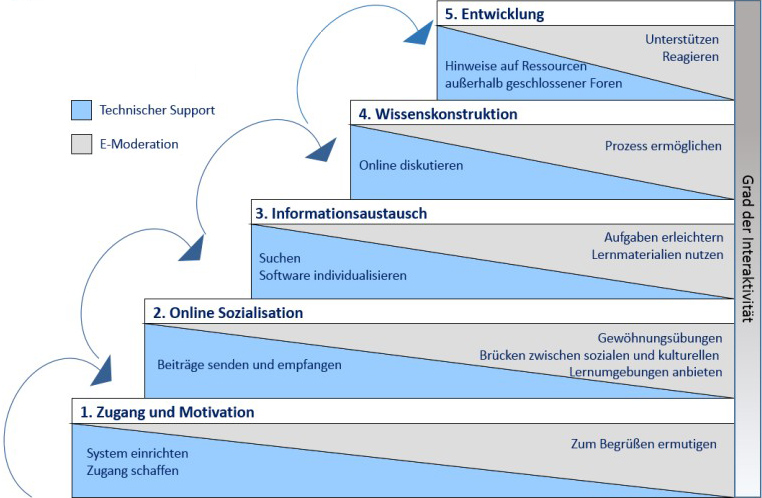 5. Entwicklung
Unterstützen
Reagieren
Hinweise auf Ressourcen
außerhalb geschlossener Foren
Technischer Support
E-Moderation
4. Wissenskonstruktion
Prozess ermöglichen
Online diskutieren
3. Informationsaustausch
Aufgaben erleichtern
Lernmaterialien nutzen
Suchen
Software individualisieren
2. Online Sozialisation
Gewöhnungsübungen
Brücken zwischen sozialen und kulturellen
Lernumgebungen anbieten
Beiträge senden und empfangen
1. Zugang und Motivation
Zum Begrüßen ermutigen
System einrichten
Zugang schaffen
Grad der Interaktivität